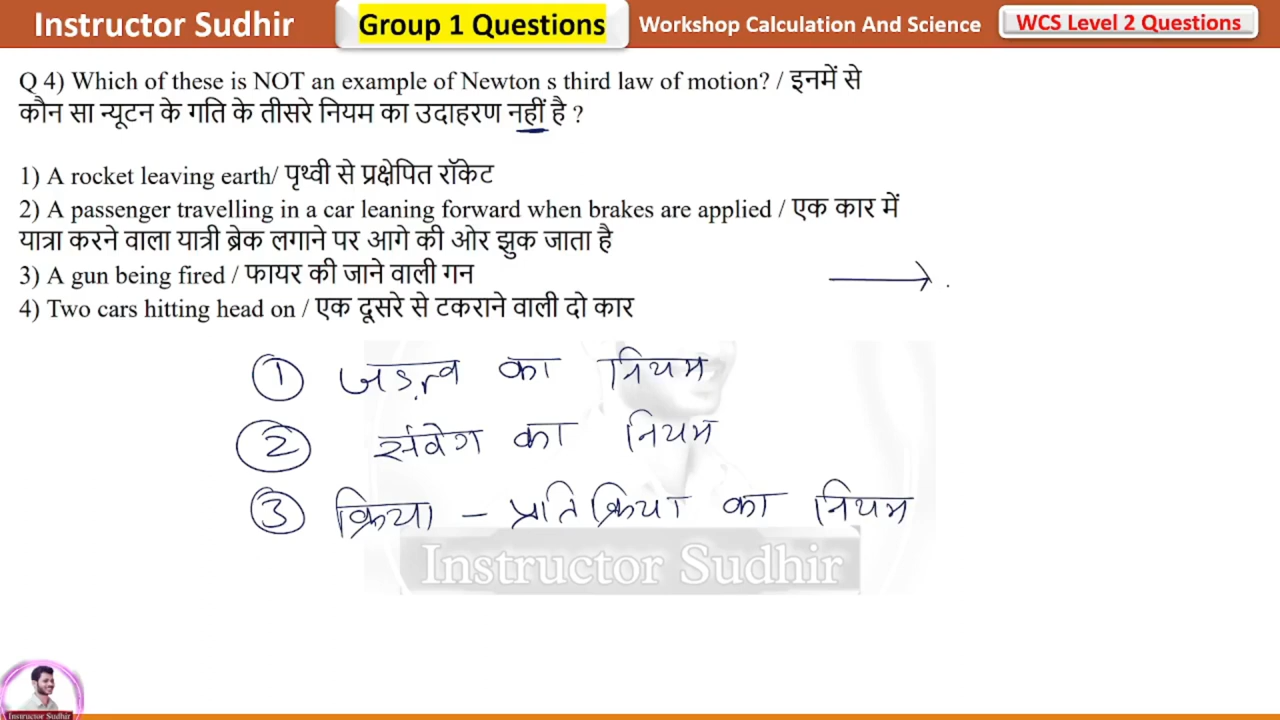 Instructor Sudhir
Group 1 Questions
Workshop Calculation And Science
WCS Level 2 Questions
Q 4) Which of these is NOT an example of Newton s third law of motion? / इनमें से
कौन सा न्यूटन के गति के तीसरे नियम का उदाहरण नहीं है ?
1) A rocket leaving earth/ पृथ्वी से प्रक्षेपित रॉकेट
2) A passenger travelling in a car leaning forward when brakes are applied / एक कार में
यात्रा करने वाला यात्री ब्रेक लगाने पर आगे की ओर झुक जाता है
3) A gun being fired / फायर की जाने वाली गन
4) Two cars hitting head on / एक दूसरे से टकराने वाली दो कार
① जड़त्व का नियम
② संवेग का नियम
③ क्रिया – प्रतिक्रिया का नियम
Instructor Sudhir
Instructor Sudhir